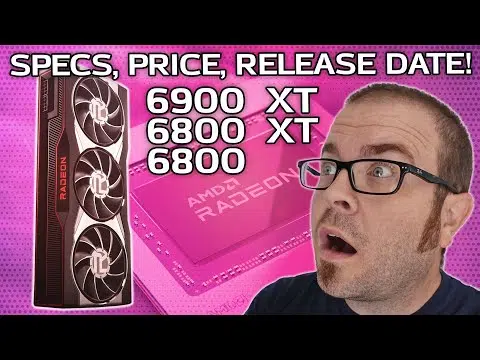 SPECS, PRICE, RELEASE DATE!
6900 XT
6800 XT
6800
RADEON
AMD
RADEON